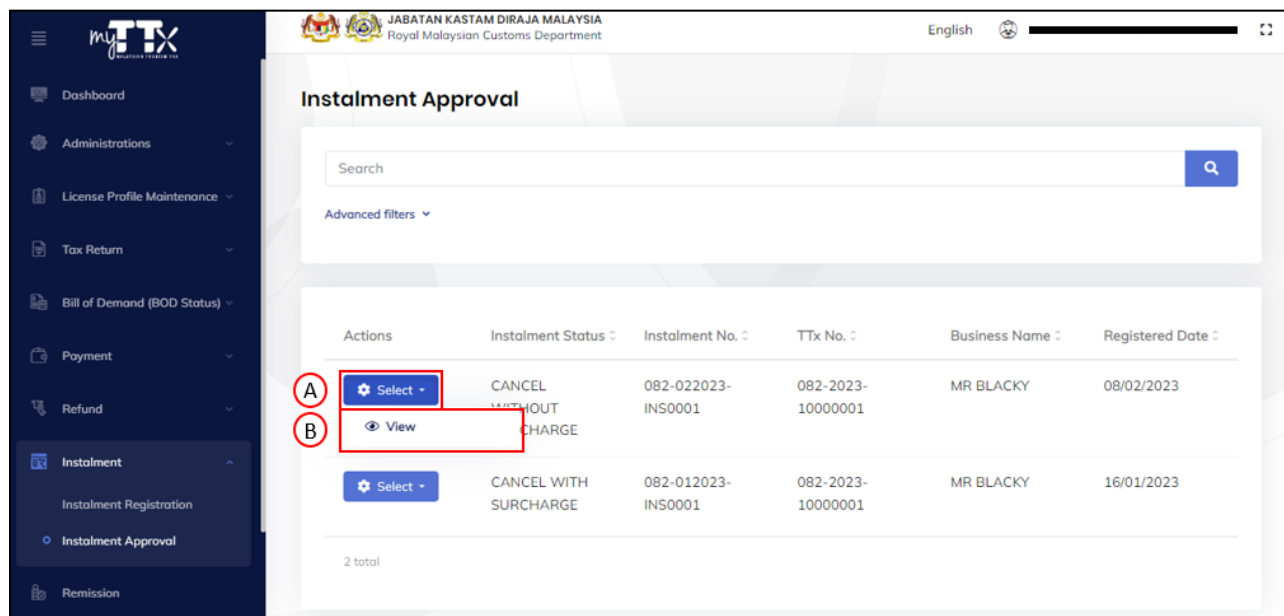 JABATAN KASTAM DIRAJA MALAYSIA
Royal Malaysian Customs Department
English
myTTx
MALAYSIA TOURISM TAX
Dashboard
Administrations
License Profile Maintenance
Tax Return
Bill of Demand (BOD Status)
Payment
Refund
Instalment
Instalment Registration
Instalment Approval
Remission
Instalment Approval
Search
Advanced filters
Actions Instalment Status Instalment No. TTx No. Business Name Registered Date
A Select CANCEL 082-022023- 082-2023- MR BLACKY 08/02/2023
WITHOUT INS0001 10000001
B View CHARGE
Select CANCEL WITH 082-012023- 082-2023- MR BLACKY 16/01/2023
SURCHARGE INS0001 10000001
2 total